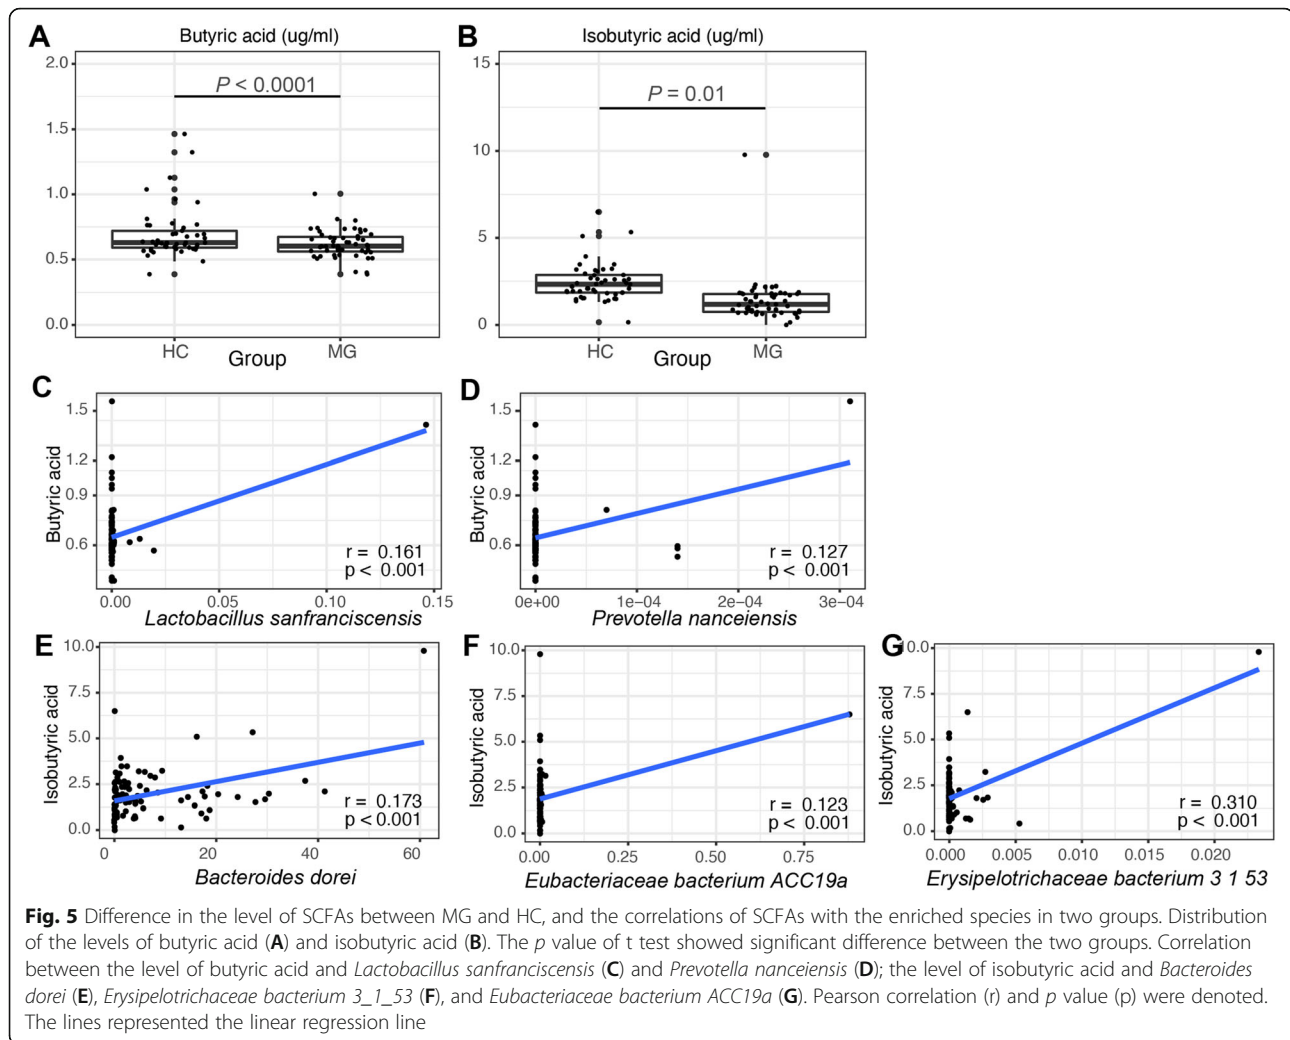 A
Butyric acid (ug/ml)
2.0
1.5
1.0
0.5
0.0
P < 0.0001
HC
MG
Group
B
Isobutyric acid (ug/ml)
15
10
5
0
P = 0.01
HC
MG
Group
C
Butyric acid
1.5
1.2
0.9
0.6
r = 0.161
p < 0.001
0.00
0.05
0.10
0.15
Lactobacillus sanfranciscensis
D
Butyric acid
1.5
1.2
0.9
0.6
r = 0.127
p < 0.001
0e+00
1e−04
2e−04
3e−04
Prevotella nanceiensis
E
Isobutyric acid
10.0
7.5
5.0
2.5
0.0
r = 0.173
p < 0.001
0
20
40
60
Bacteroides dorei
F
Isobutyric acid
10.0
7.5
5.0
2.5
0.0
r = 0.123
p < 0.001
0.00
0.25
0.50
0.75
Eubacteriaceae bacterium ACC19a
G
Isobutyric acid
10.0
7.5
5.0
2.5
0.0
r = 0.310
p < 0.001
0.000
0.005
0.010
0.015
0.020
Erysipelotrichaceae bacterium 3 1 53
Fig. 5 Difference in the level of SCFAs between MG and HC, and the correlations of SCFAs with the enriched species in two groups. Distribution
of the levels of butyric acid (A) and isobutyric acid (B). The p value of t test showed significant difference between the two groups. Correlation
between the level of butyric acid and Lactobacillus sanfranciscensis (C) and Prevotella nanceiensis (D); the level of isobutyric acid and Bacteroides
dorei (E), Erysipelotrichaceae bacterium 3_1_53 (F), and Eubacteriaceae bacterium ACC19a (G). Pearson correlation (r) and p value (p) were denoted.
The lines represented the linear regression line